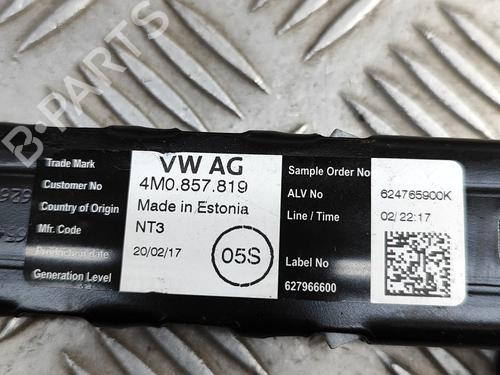 B-PARTS
VW AG
Trade Mark
Customer No 4M0.857.819
Country of Origin Made in Estonia
Mfr. Code NT3
Production date 20/02/17
Generation Level
05S
Sample Order No
ALV No 624765900K
Line / Time 02/ 22:17
Label No
627966600